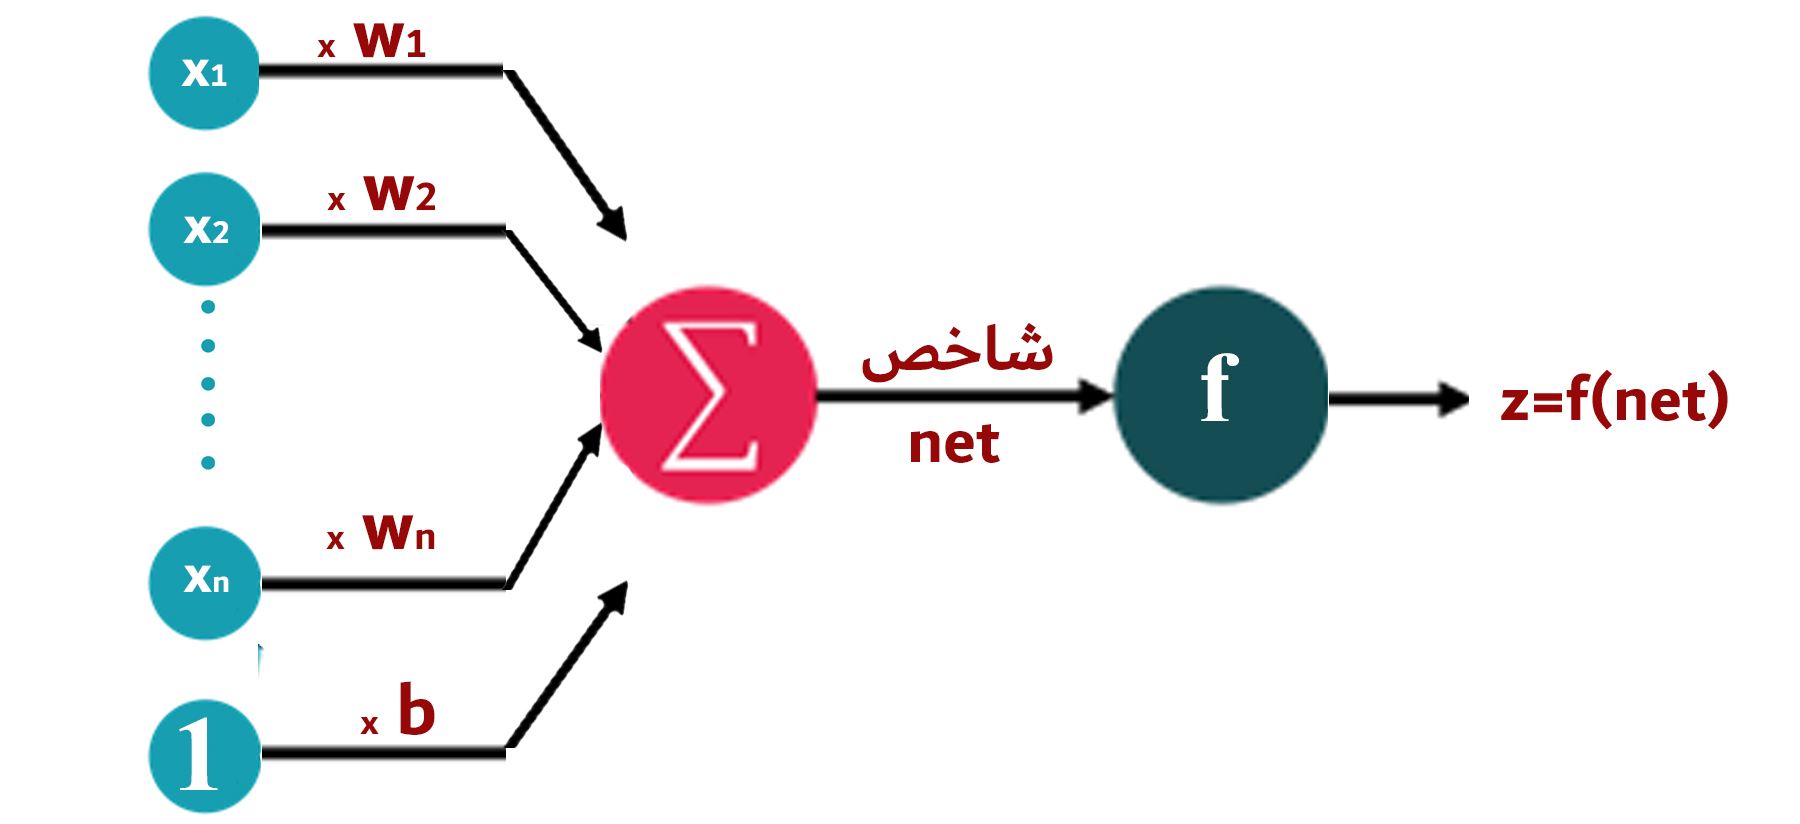 x1
x w1
x2
x w2
xn
x wn
1
x b
∑
شاخص
net
f
z=f(net)